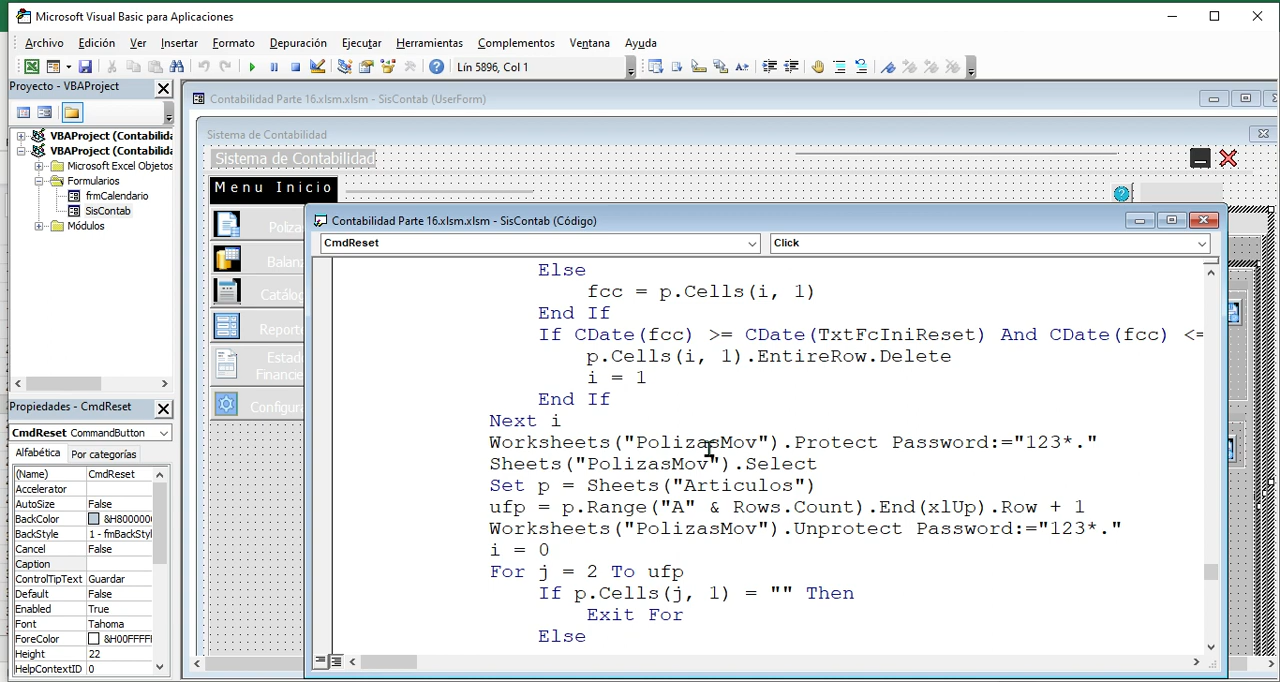 Microsoft Visual Basic para Aplicaciones
Archivo Edición Ver Insertar Formato Depuración Ejecutar Herramientas Complementos Ventana Ayuda
Lín 5896, Col 1
Proyecto - VBAProject
VBAProject (Contabilida
VBAProject (Contabilida
Microsoft Excel Objetos
Formularios
frmCalendario
SisContab
Módulos
Propiedades - CmdReset
CmdReset CommandButton
Alfabética Por categorías
(Name) CmdReset
Accelerator
AutoSize False
BackColor &H8000000
BackStyle 1 - fmBackStyl
Cancel False
Caption
ControlTipText Guardar
Default False
Enabled True
Font Tahoma
ForeColor &H00FFFFF
Height 22
HelpContextID 0
Contabilidad Parte 16.xlsm.xlsm - SisContab (UserForm)
Sistema de Contabilidad
Sistema de Contabilidad
Menu Inicio
Poliza
Balan
Catálo
Reporte
Estad
Financie
Configura
Contabilidad Parte 16.xlsm.xlsm - SisContab (Código)
CmdReset Click
Else
fcc = p.Cells(i, 1)
End If
If CDate(fcc) >= CDate(TxtFcIniReset) And CDate(fcc) <=
p.Cells(i, 1).EntireRow.Delete
i = 1
End If
Next i
Worksheets("PolizasMov").Protect Password:="123*."
Sheets("PolizasMov").Select
Set p = Sheets("Articulos")
ufp = p.Range("A" & Rows.Count).End(xlUp).Row + 1
Worksheets("PolizasMov").Unprotect Password:="123*."
i = 0
For j = 2 To ufp
If p.Cells(j, 1) = "" Then
Exit For
Else